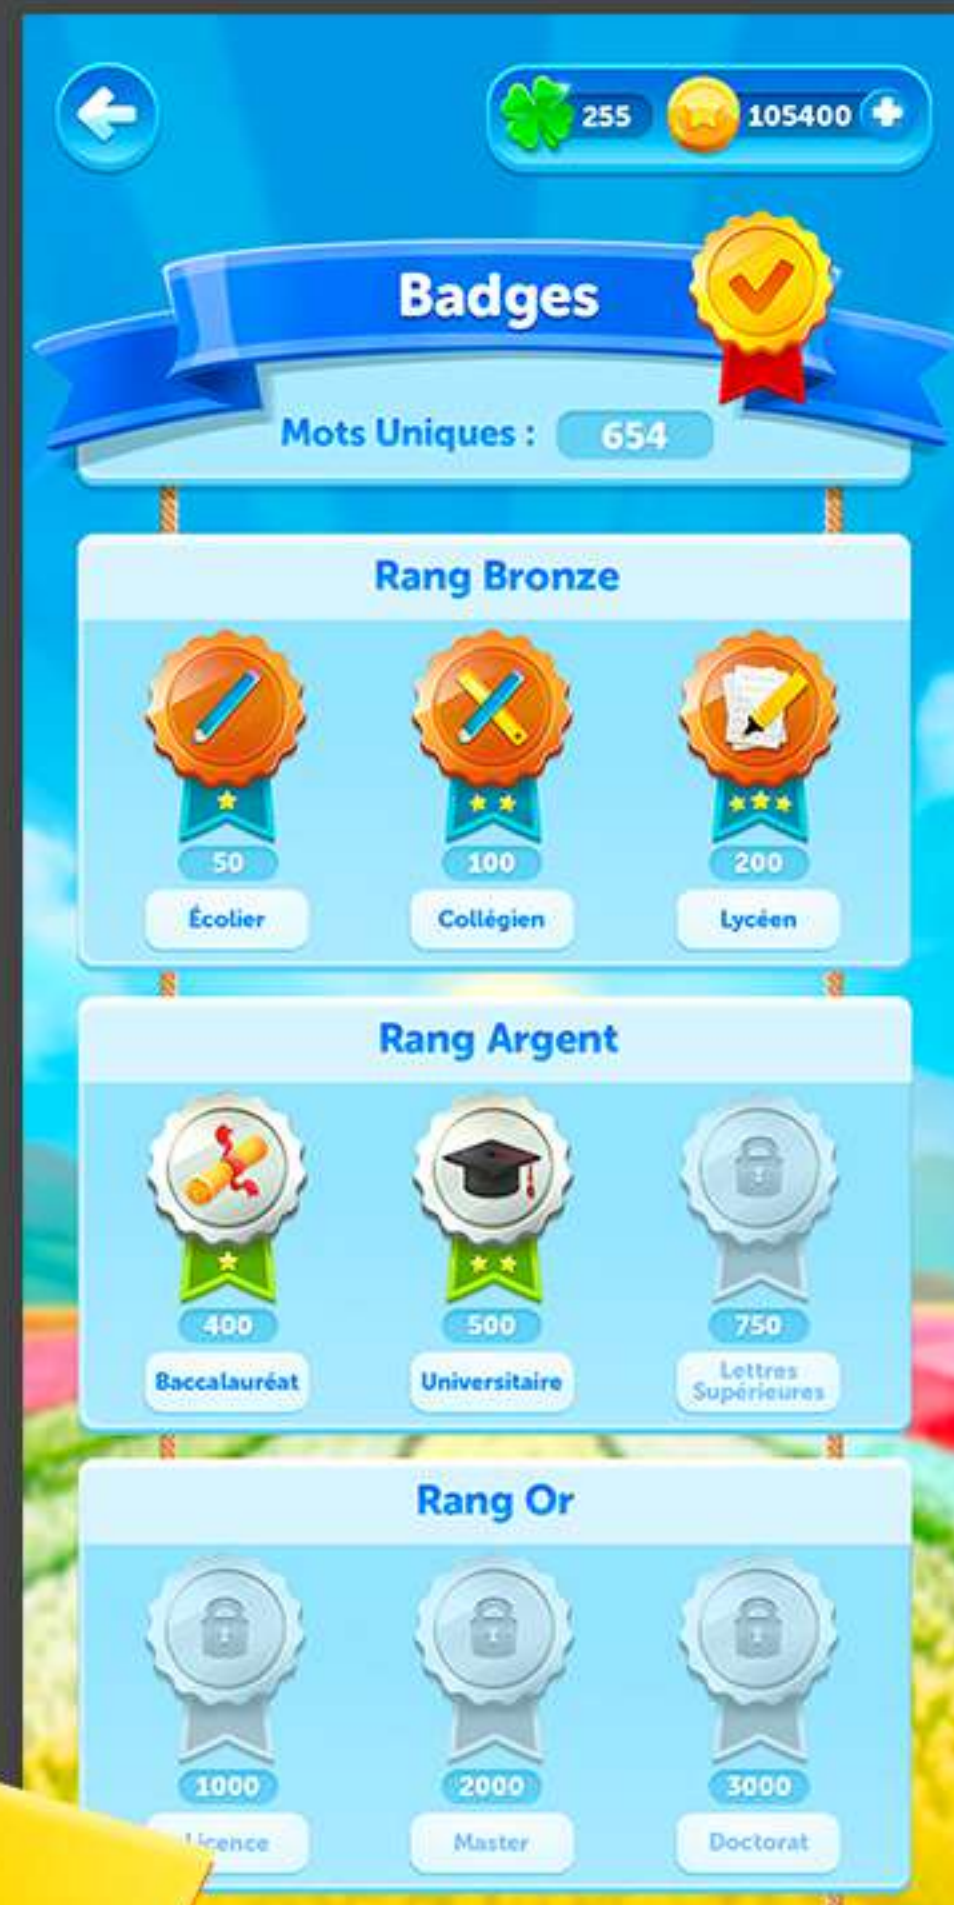 255 105400
Badges
Mots Uniques : 654
Rang Bronze
50 100 200
Écolier Collégien Lycéen
Rang Argent
400 500 750
Baccalauréat Universitaire Lettres
Supérieures
Rang Or
1000 2000 3000
Licence Master Doctorat